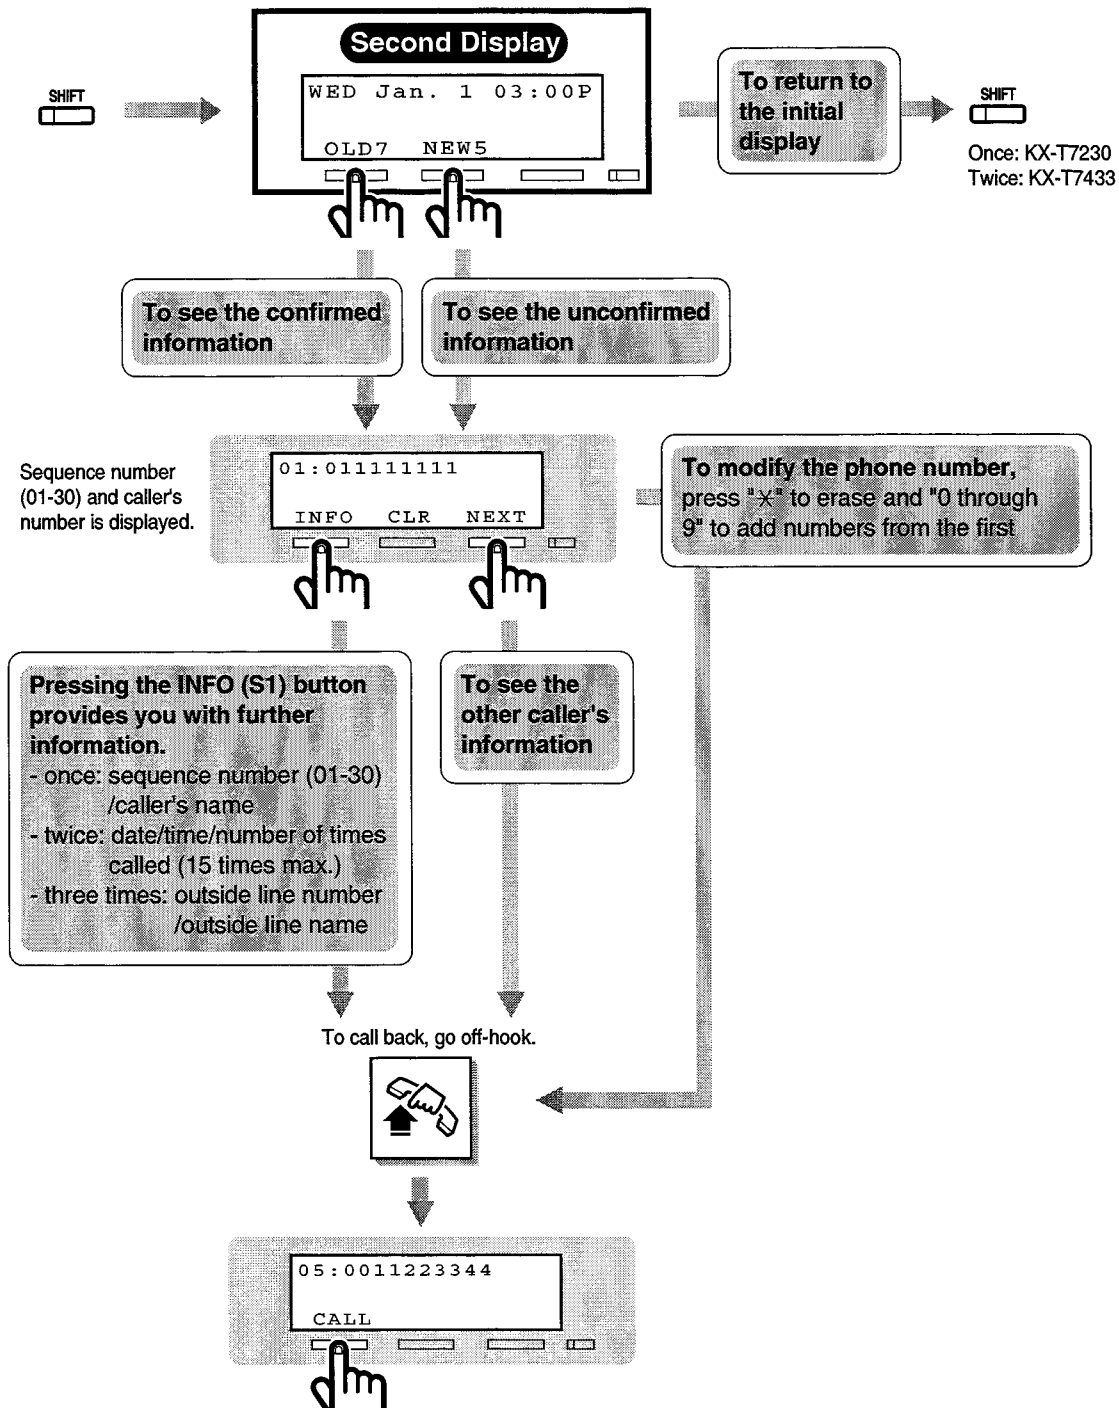 Second Display
SHIFT
WED Jan. 1 03:00P
OLD7 NEW5
To return to
the initial
display
SHIFT
Once: KX-T7230
Twice: KX-T7433
To see the confirmed
information
To see the unconfirmed
information
Sequence number
(01-30) and caller's
number is displayed.
01:011111111
INFO CLR NEXT
To modify the phone number,
press "✳" to erase and "0 through
9" to add numbers from the first
Pressing the INFO (S1) button
provides you with further
information.
- once: sequence number (01-30)
/caller's name
- twice: date/time/number of times
called (15 times max.)
- three times: outside line number
/outside line name
To see the
other caller's
information
To call back, go off-hook.
05:0011223344
CALL